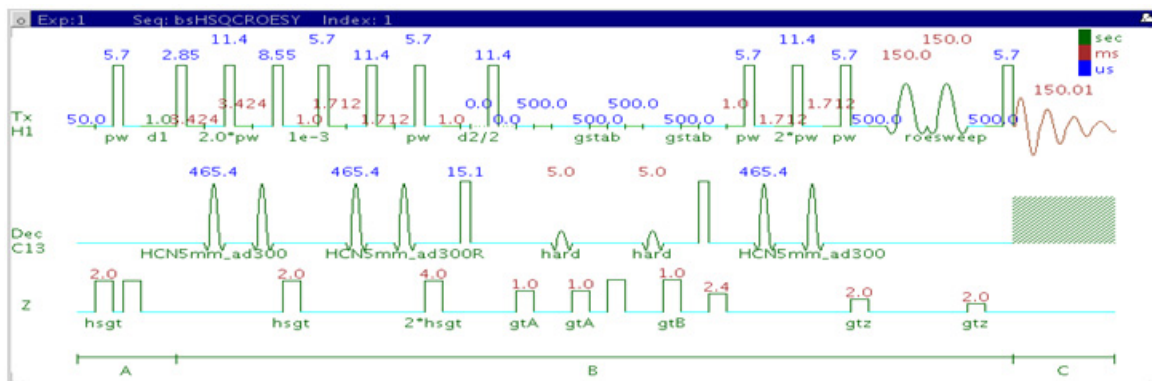 Exp:1 Seq: bsHSQCROESY Index: 1
sec
ms
us
11.4 5.7 5.7 11.4 150.0
5.7 2.85 8.55 11.4 11.4 5.7 5.7 150.0 5.7
3.424 1.712 0.0 500.0 500.0 1.0 1.712 150.01
Tx 50.0 1.0 3.424 1.0 1.712 1.0 0.0 500.0 500.0 1.712 500.0 500.0
H1 pw d1 2.0*pw 1e-3 pw d2/2 gstab gstab pw 2*pw pw roesweep
465.4 465.4 15.1 5.0 5.0 465.4
Dec
C13 HCN5mm_ad300 HCN5mm_ad300R hard hard HCN5mm_ad300
2.0 2.0 4.0 1.0 1.0 1.0 2.4 2.0 2.0
Z
hsgt hsgt 2*hsgt gtA gtA gtB gtz gtz
A B C